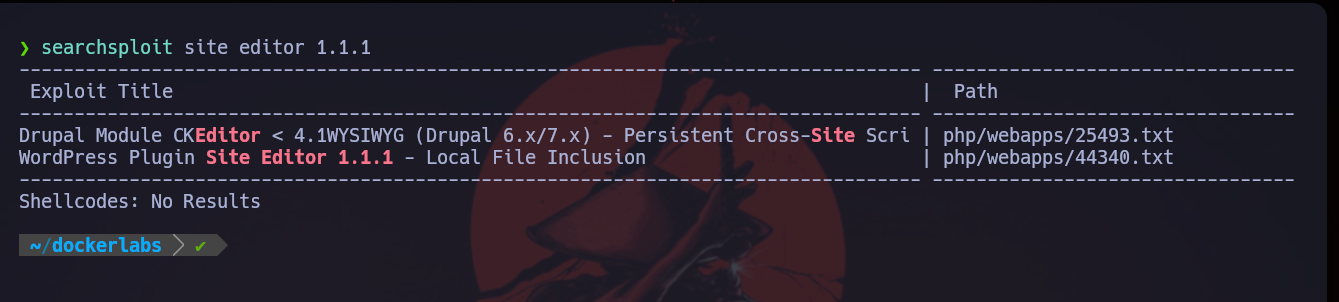 ❯ searchsploit site editor 1.1.1
---------------------------------------------------------------------------------- ---------------------------------
Exploit Title | Path
---------------------------------------------------------------------------------- ---------------------------------
Drupal Module CKEditor < 4.1WYSIWYG (Drupal 6.x/7.x) - Persistent Cross-Site Scri | php/webapps/25493.txt
WordPress Plugin Site Editor 1.1.1 - Local File Inclusion | php/webapps/44340.txt
---------------------------------------------------------------------------------- ---------------------------------
Shellcodes: No Results
~/dockerlabs ✔